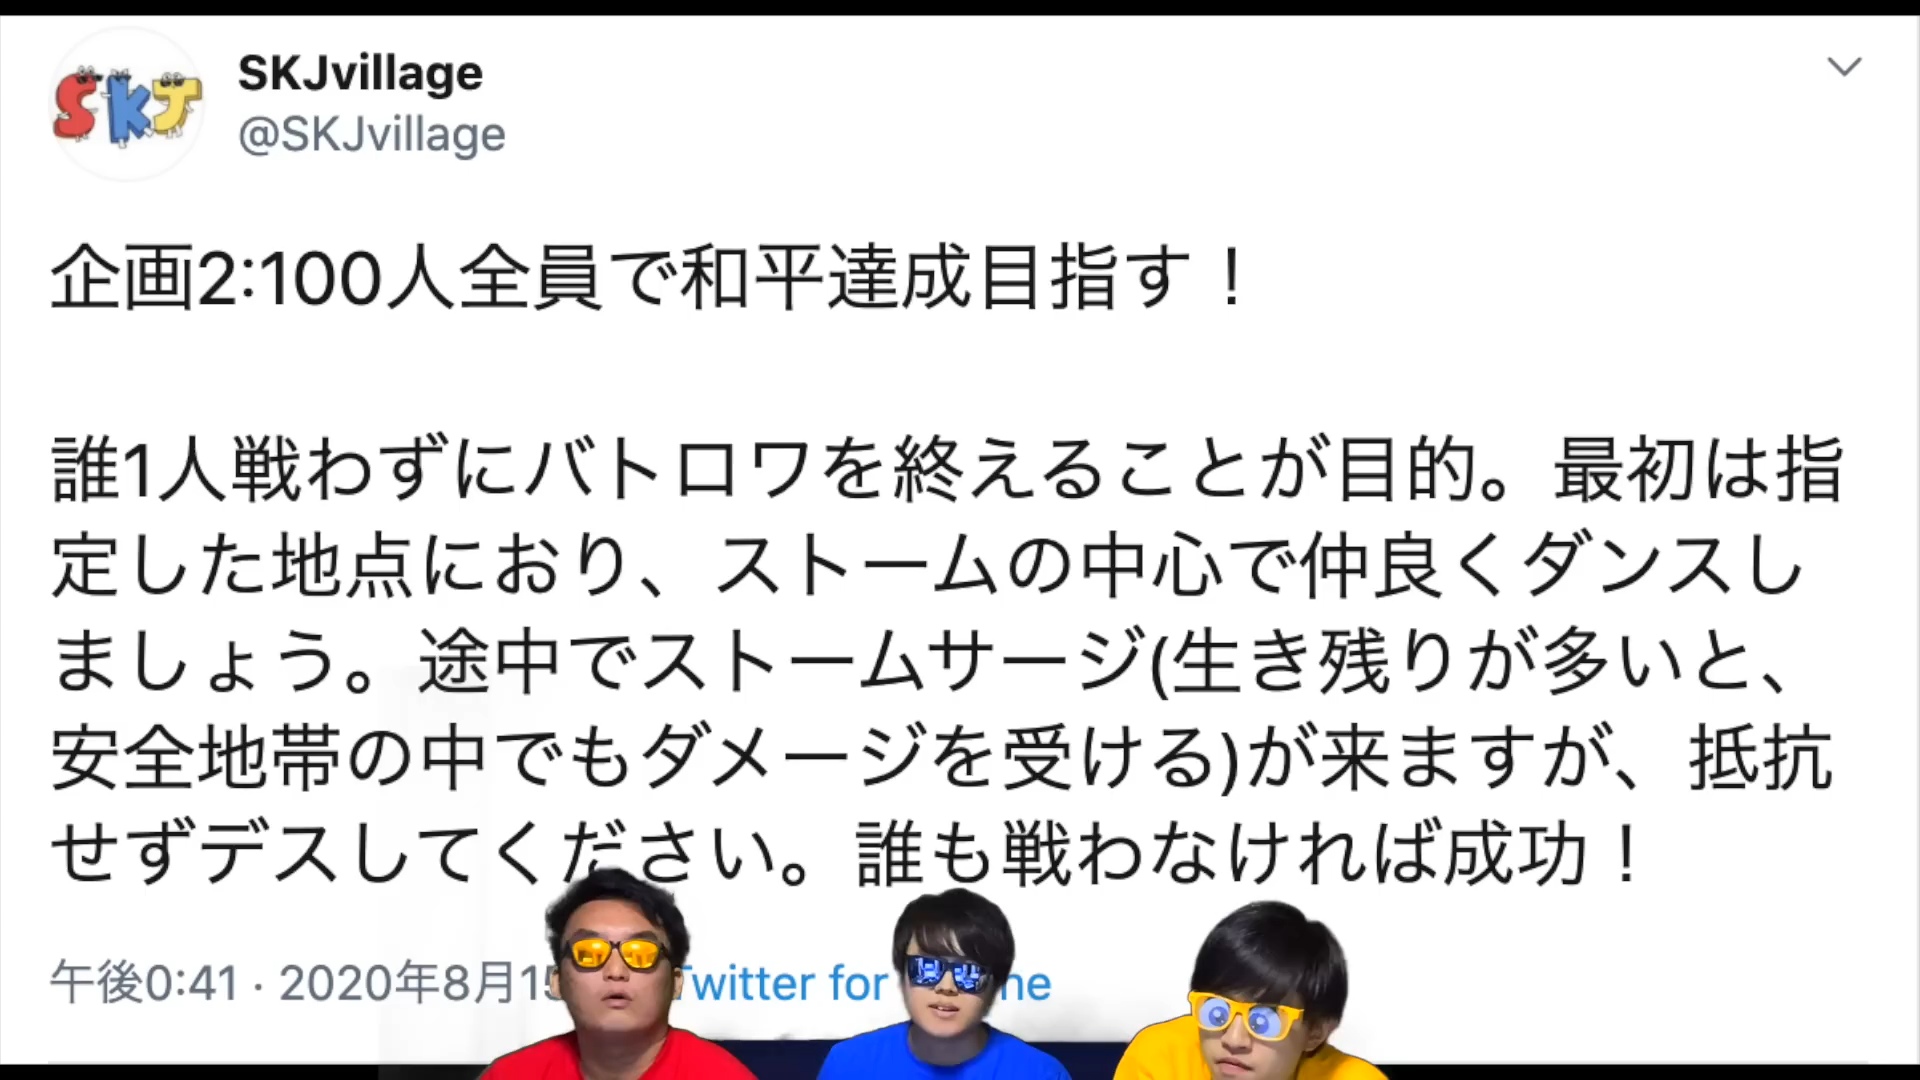 SKJ
SKJvillage
@SKJvillage
企画2:100人全員で和平達成目指す！
誰1人戦わずにバトロワを終えることが目的。最初は指
定した地点におり、ストームの中心で仲良くダンスし
ましょう。途中でストームサージ(生き残りが多いと、
安全地帯の中でもダメージを受ける)が来ますが、抵抗
せずデスしてください。誰も戦わなければ成功！
午後0:41 · 2020年8月15 Twitter for